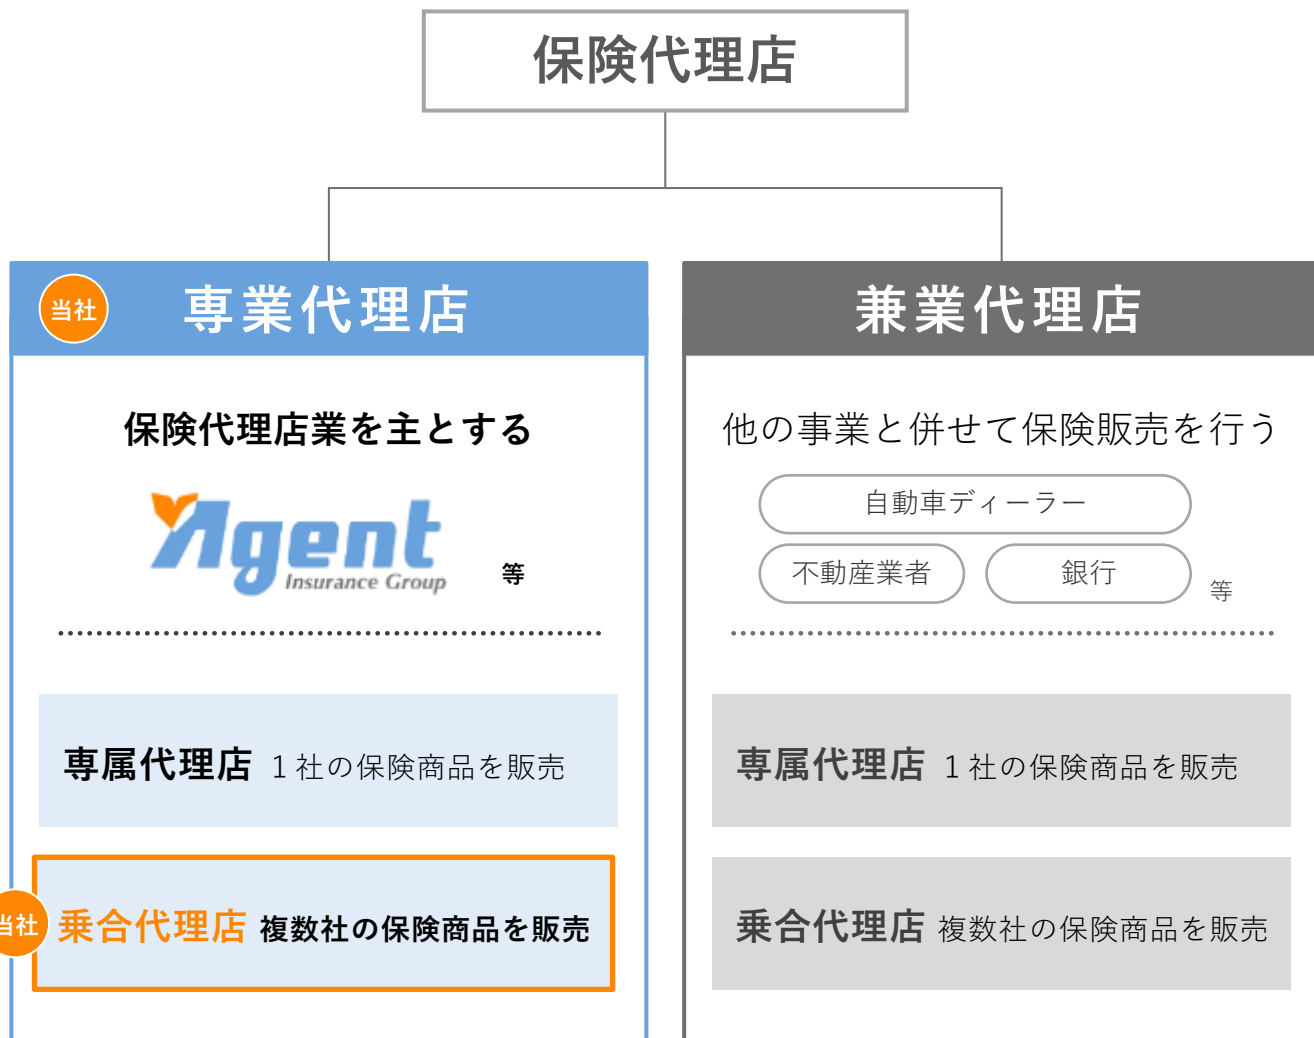 保険代理店
当社
専業代理店
保険代理店業を主とする
Agent
Insurance Group
等
専属代理店 1社の保険商品を販売
当社
乗合代理店 複数社の保険商品を販売
兼業代理店
他の事業と併せて保険販売を行う
自動車ディーラー
不動産業者
銀行
等
専属代理店 1社の保険商品を販売
乗合代理店 複数社の保険商品を販売